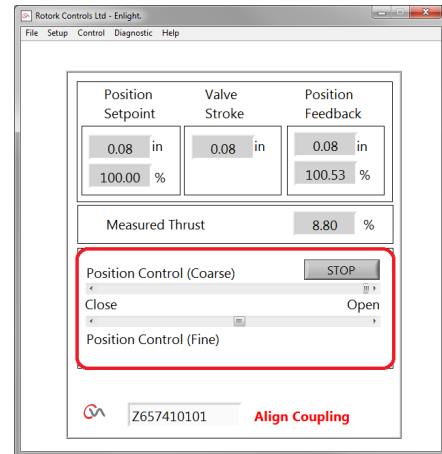 Rotork Controls Ltd - Enlight.
File Setup Control Diagnostic Help
Position Setpoint
Valve Stroke
Position Feedback
0.08 in
0.08 in
0.08 in
100.00 %
100.53 %
Measured Thrust 8.80 %
Position Control (Coarse) STOP
Close Open
Position Control (Fine)
Z657410101 Align Coupling